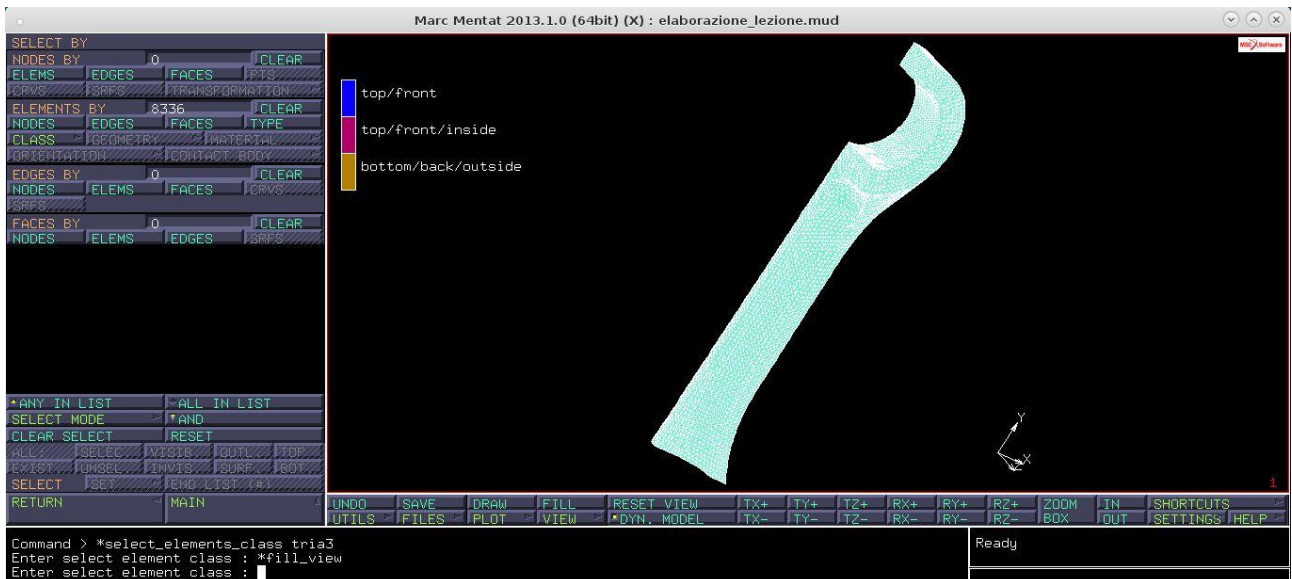 Marc Mentat 2013.1.0 (64bit) (X) : elaborazione_lezione.mud
SELECT BY
NODES BY 0 CLEAR
ELEMS EDGES FACES PTS
CRVS SRFS TRANSFORMATION
ELEMENTS BY 8336 CLEAR
NODES EDGES FACES TYPE
CLASS GEOMETRY MATERIAL
ORIENTATION CONTACT BODY
EDGES BY 0 CLEAR
NODES ELEMS FACES CRVS
SRFS
FACES BY 0 CLEAR
NODES ELEMS EDGES SRFS
ANY IN LIST ALL IN LIST
SELECT MODE AND
CLEAR SELECT RESET
ALL: SELEC. VISIB. OUTL. TOP
EXIST. UNSEL. INVIS. SURF. BOT.
SELECT SET END LIST (#)
RETURN MAIN
top/front
top/front/inside
bottom/back/outside
MSC Software
Y
X
1
UNDO SAVE DRAW FILL RESET VIEW TX+ TY+ TZ+ RX+ RY+ RZ+ ZOOM IN SHORTCUTS
UTILS FILES PLOT VIEW DYN. MODEL TX- TY- TZ- RX- RY- RZ- BOX OUT SETTINGS HELP
Command > *select_elements_class tria3
Enter select element class : *fill_view
Enter select element class :
Ready